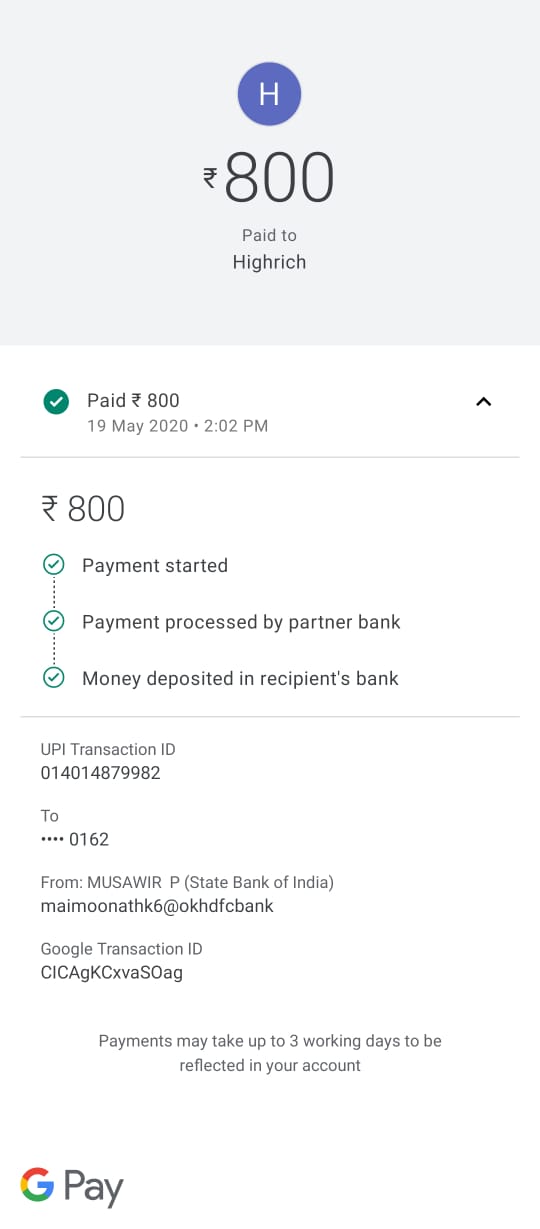 H
₹800
Paid to
Highrich
Paid ₹ 800
19 May 2020 • 2:02 PM
₹ 800
Payment started
Payment processed by partner bank
Money deposited in recipient's bank
UPI Transaction ID
014014879982
To
•••• 0162
From: MUSAWIR  P (State Bank of India)
maimoonathk6@okhdfcbank
Google Transaction ID
CICAgKCxvaSOag
Payments may take up to 3 working days to be
reflected in your account
G Pay